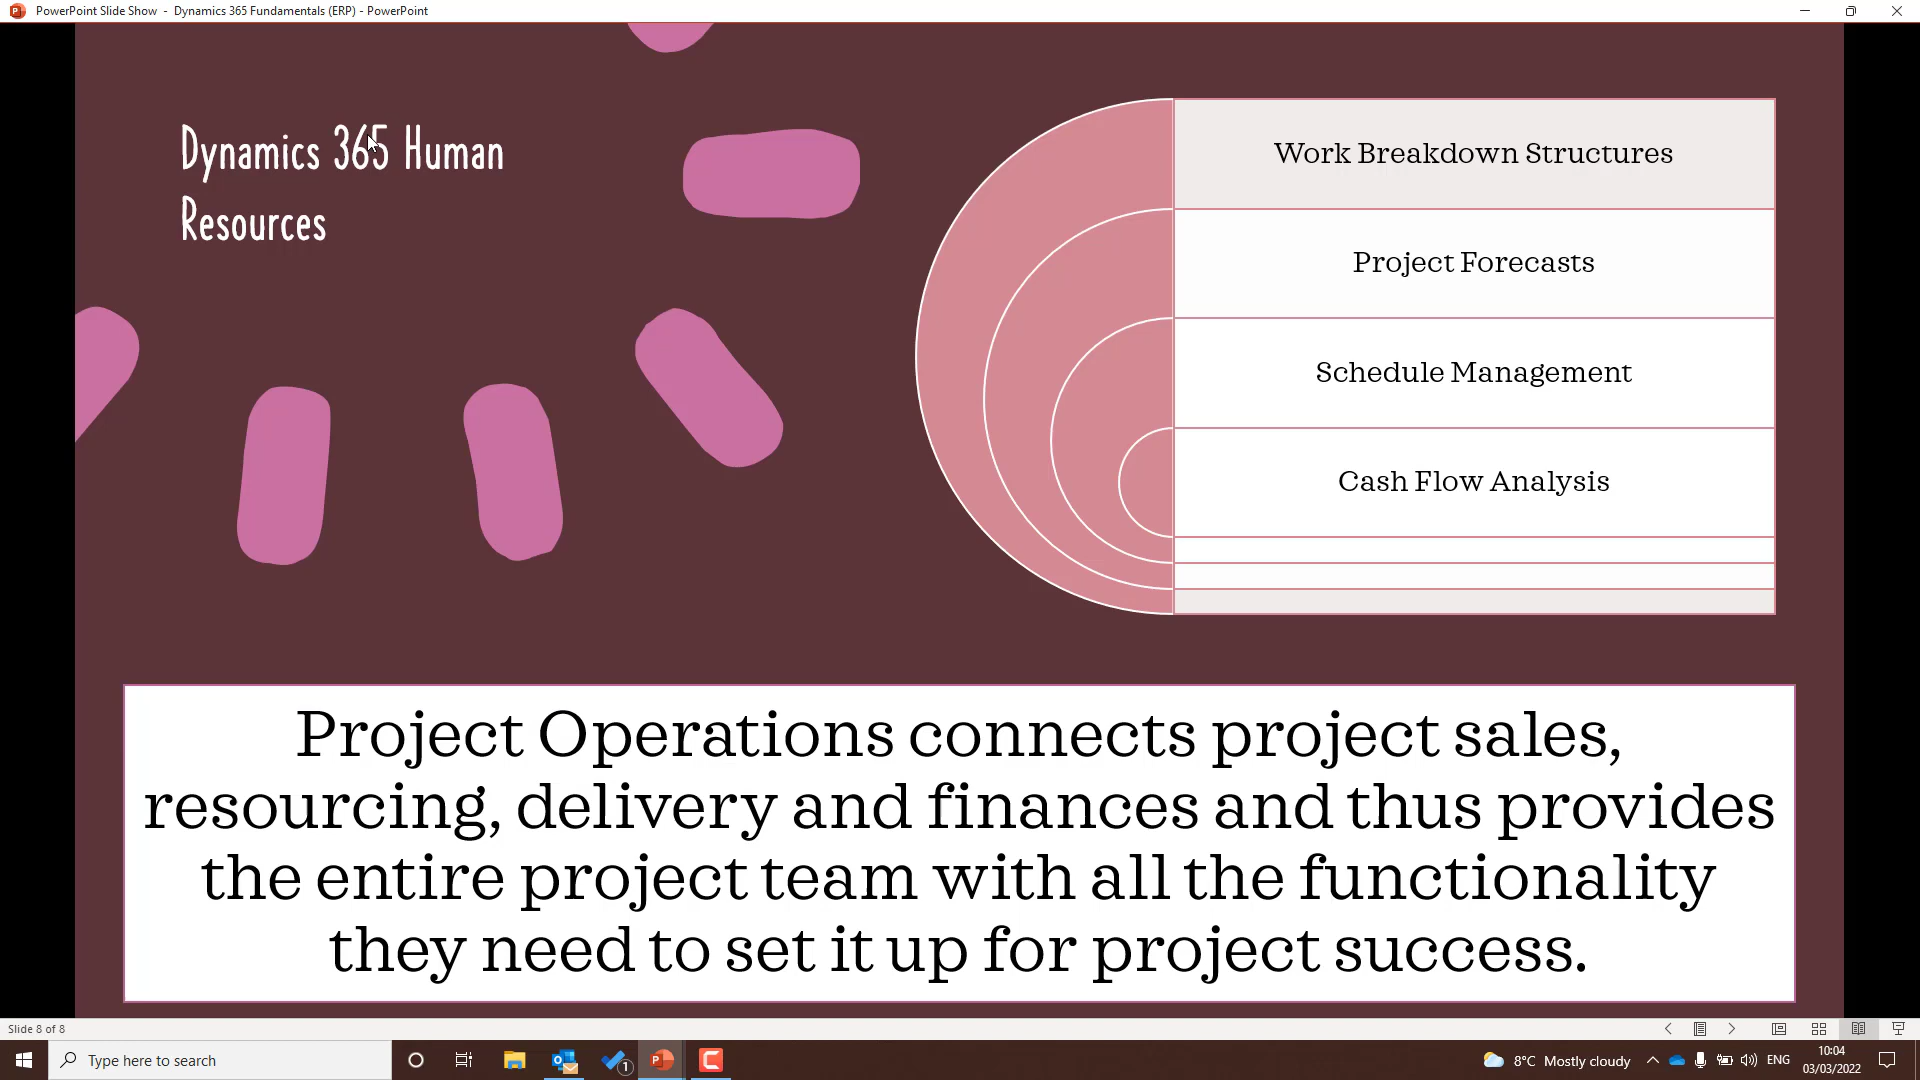 PowerPoint Slide Show - Dynamics 365 Fundamentals (ERP) - PowerPoint
Dynamics 365 Human
Resources
Work Breakdown Structures
Project Forecasts
Schedule Management
Cash Flow Analysis
Project Operations connects project sales,
resourcing, delivery and finances and thus provides
the entire project team with all the functionality
they need to set it up for project success.
Slide 8 of 8
Type here to search
1
8°C Mostly cloudy
ENG
10:04
03/03/2022